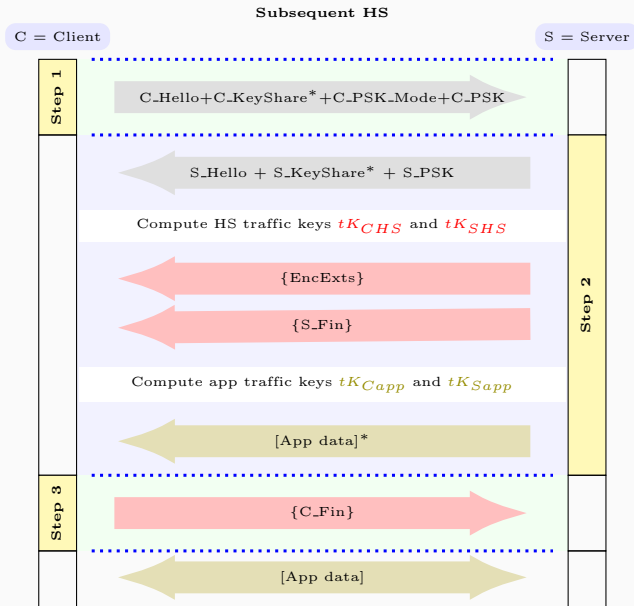 Subsequent HS
C = Client
S = Server
Step 1
C_Hello+C_KeyShare*+C_PSK_Mode+C_PSK
S_Hello + S_KeyShare* + S_PSK
Compute HS traffic keys tK_CHS and tK_SHS
{EncExts}
Step 2
{S_Fin}
Compute app traffic keys tK_Capp and tK_Sapp
[App data]*
Step 3
{C_Fin}
[App data]